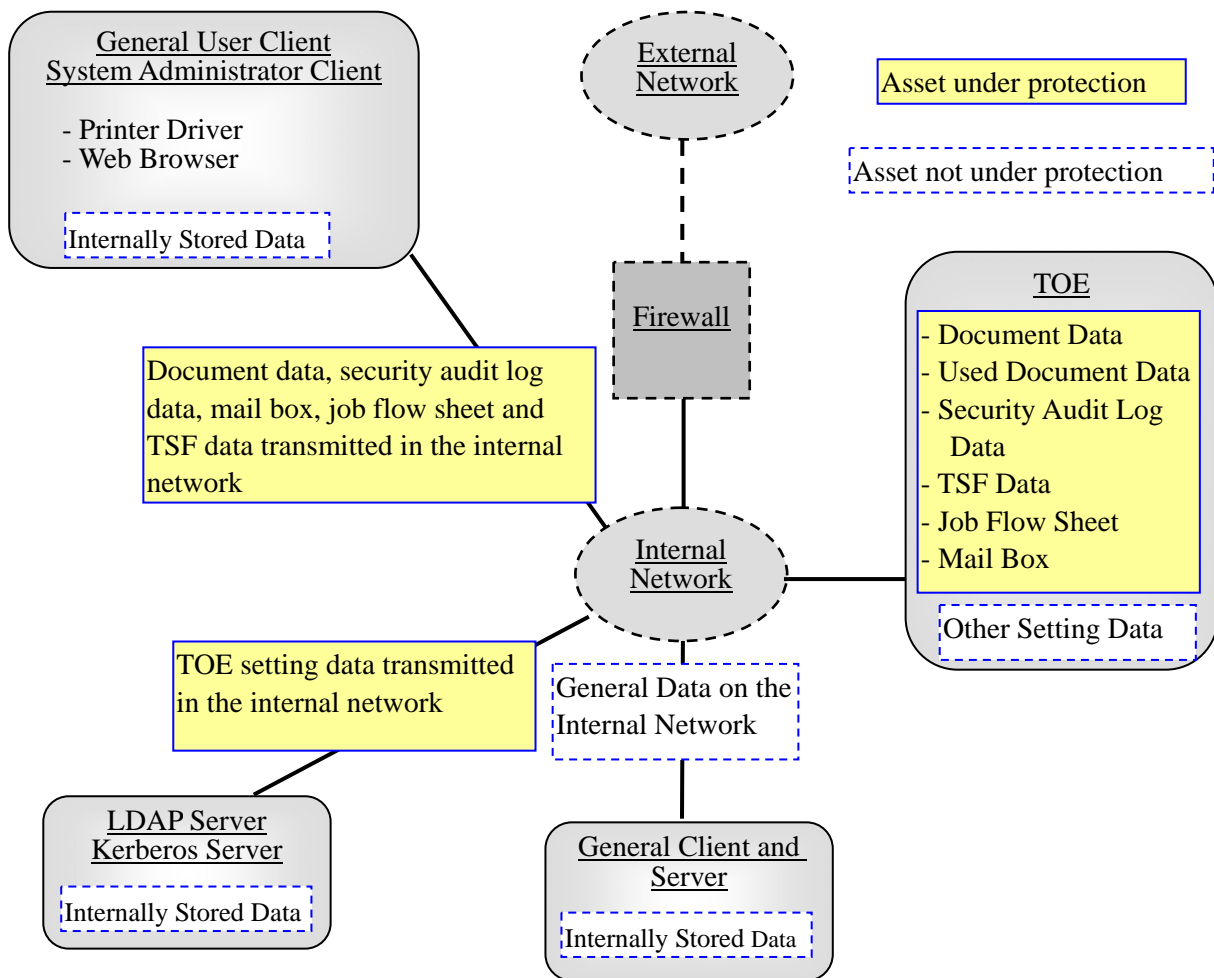 General User Client
System Administrator Client
- Printer Driver
- Web Browser
Internally Stored Data
External
Network
Asset under protection
Asset not under protection
Firewall
TOE
- Document Data
- Used Document Data
- Security Audit Log
Data
- TSF Data
- Job Flow Sheet
- Mail Box
Other Setting Data
Document data, security audit log
data, mail box, job flow sheet and
TSF data transmitted in the internal
network
Internal
Network
TOE setting data transmitted
in the internal network
General Data on the
Internal Network
LDAP Server
Kerberos Server
Internally Stored Data
General Client and
Server
Internally Stored Data